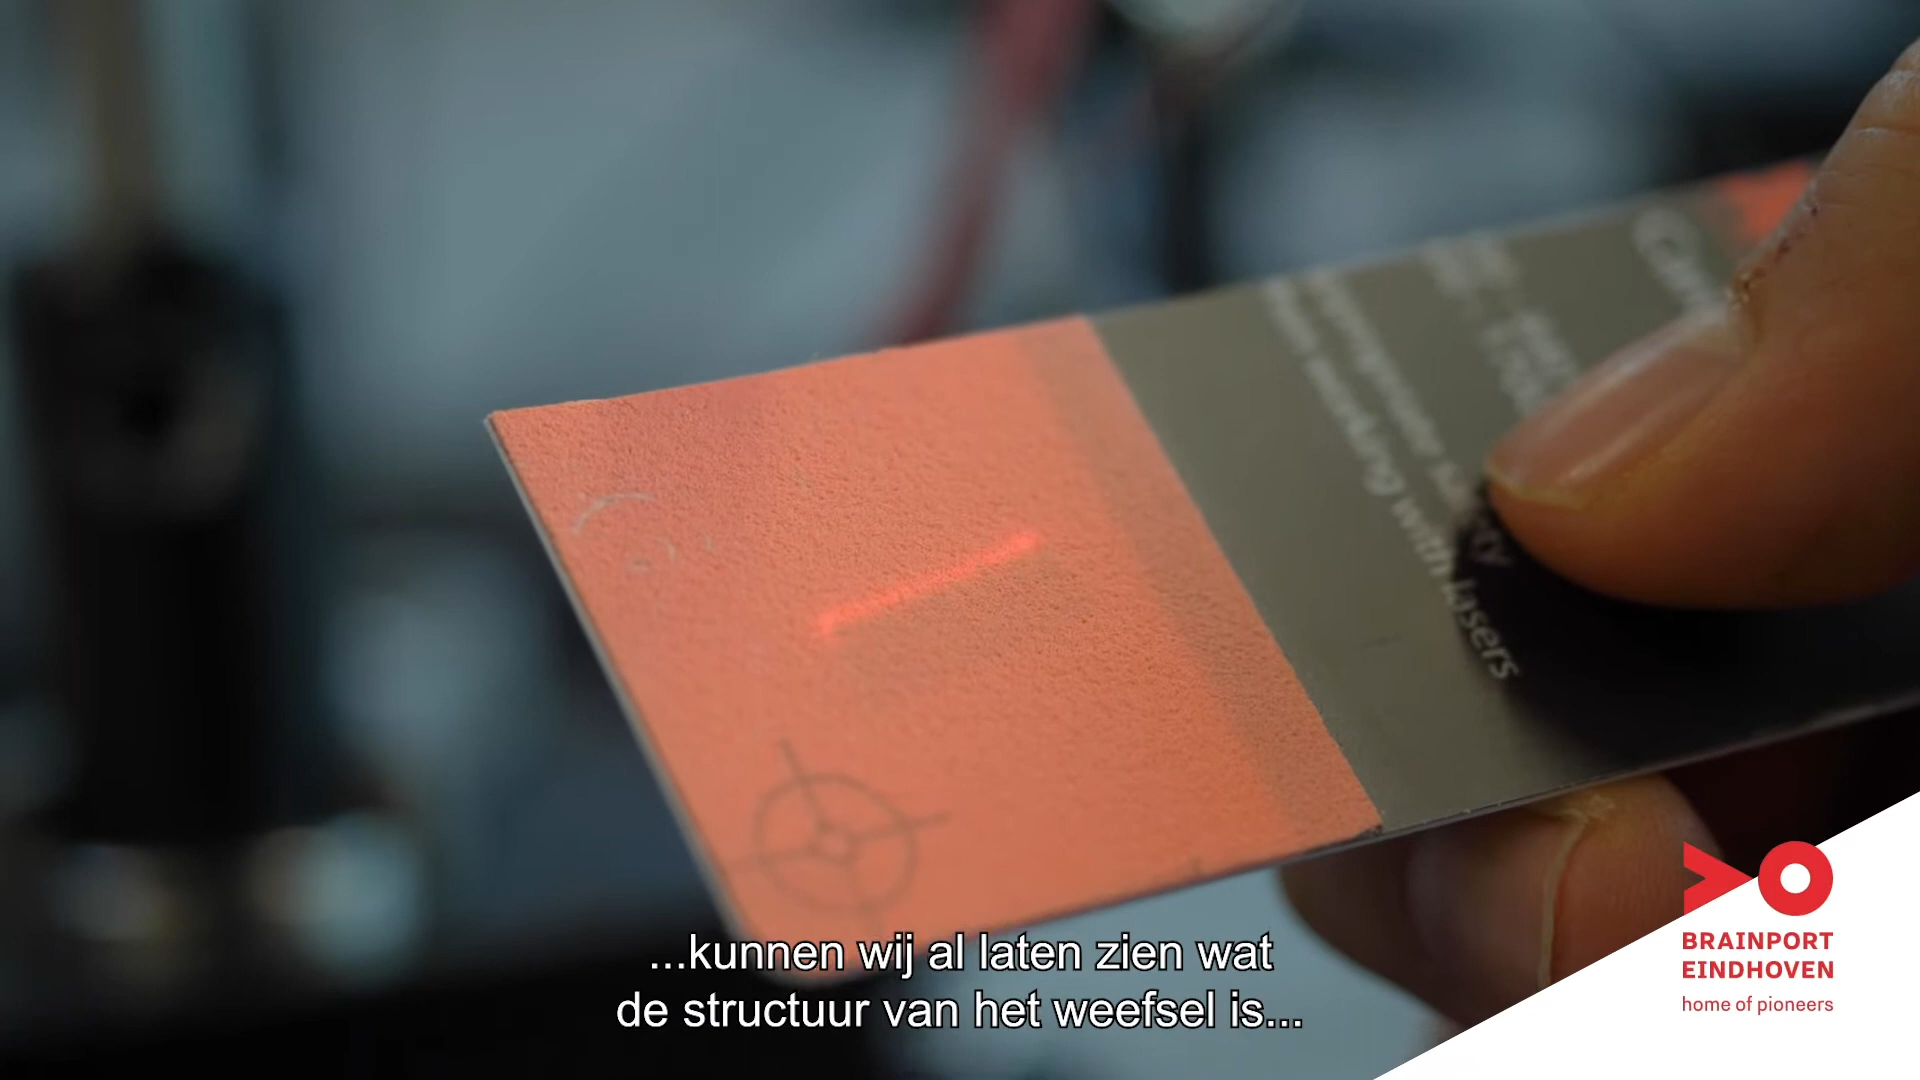 working with lasers
...kunnen wij al laten zien wat
de structuur van het weefsel is...
BRAINPORT
EINDHOVEN
home of pioneers